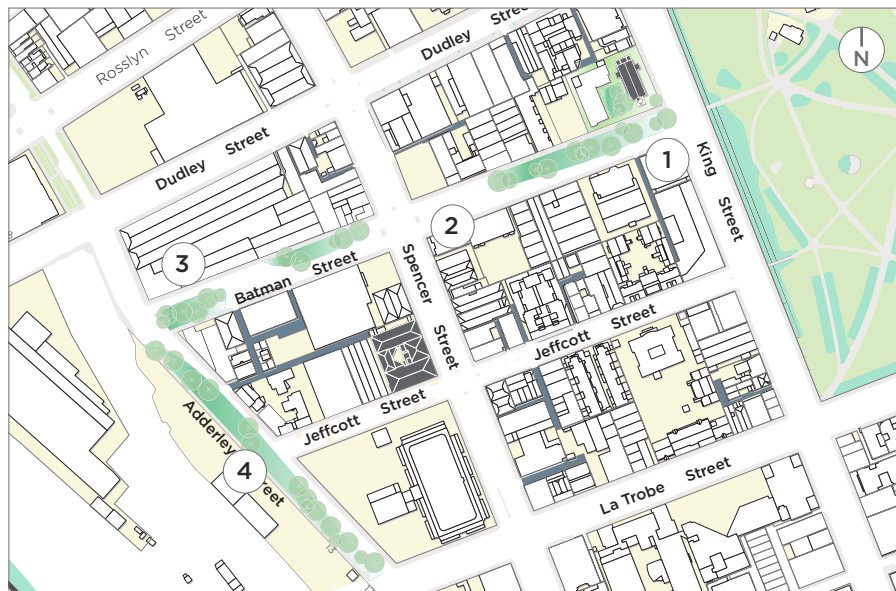 Rosslyn Street
Dudley Street
N
1
King Street
Dudley Street
2
3
Batman Street
Spencer Street
Jeffcott Street
Jeffcott Street
Adderley Street
4
La Trobe Street
13